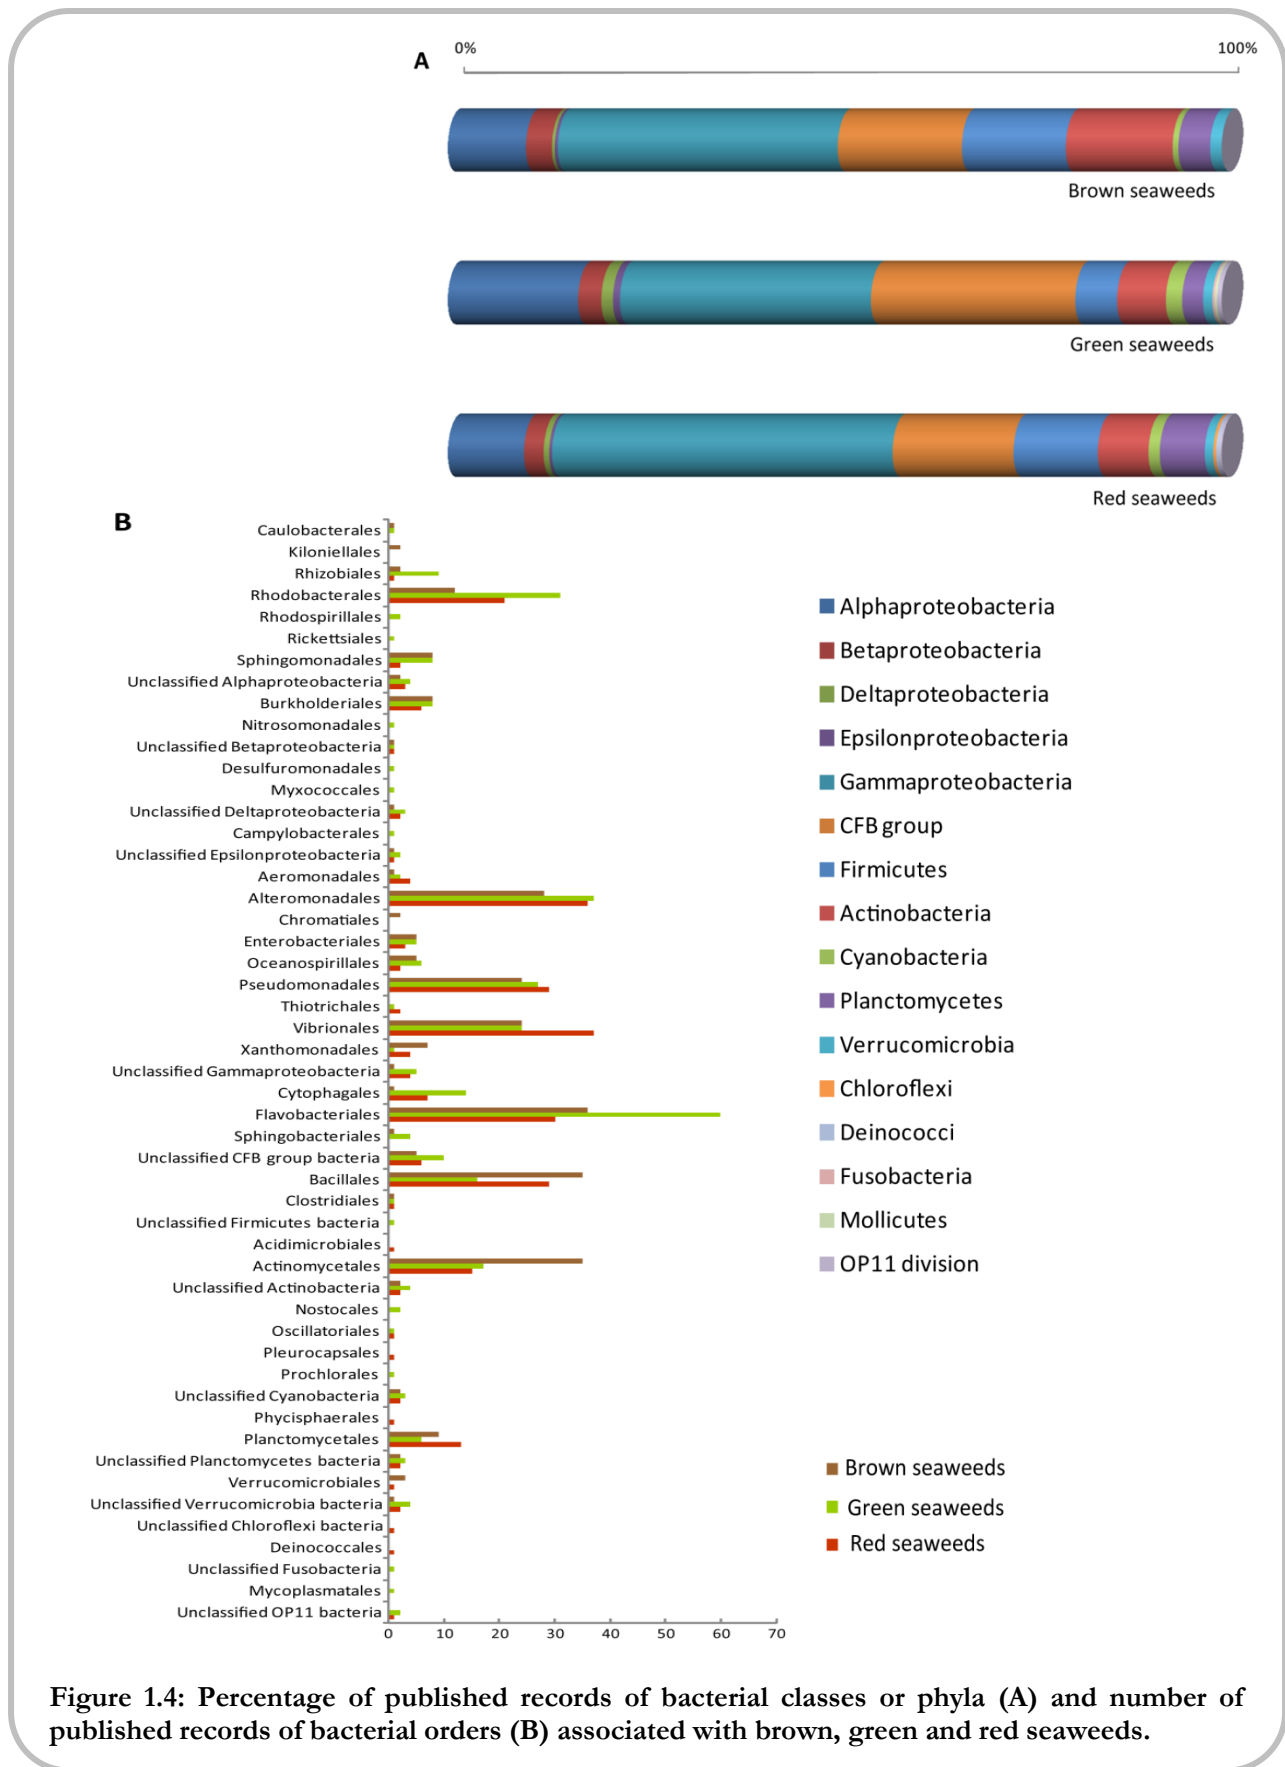 A
0%
100%
Brown seaweeds
Green seaweeds
Red seaweeds
B
Caulobacterales
Kiloniellales
Rhizobiales
Rhodobacterales
Rhodospirillales
Rickettsiales
Sphingomonadales
Unclassified Alphaproteobacteria
Burkholderiales
Nitrosomonadales
Unclassified Betaproteobacteria
Desulfuromonadales
Myxococcales
Unclassified Deltaproteobacteria
Campylobacterales
Unclassified Epsilonproteobacteria
Aeromonadales
Alteromonadales
Chromatiales
Enterobacteriales
Oceanospirillales
Pseudomonadales
Thiotrichales
Vibrionales
Xanthomonadales
Unclassified Gammaproteobacteria
Cytophagales
Flavobacteriales
Sphingobacteriales
Unclassified CFB group bacteria
Bacillales
Clostridiales
Unclassified Firmicutes bacteria
Acidimicrobiales
Actinomycetales
Unclassified Actinobacteria
Nostocales
Oscillatoriales
Pleurocapsales
Prochlorales
Unclassified Cyanobacteria
Phycisphaerales
Planctomycetales
Unclassified Planctomycetes bacteria
Verrucomicrobiales
Unclassified Verrucomicrobia bacteria
Unclassified Chloroflexi bacteria
Deinococcales
Unclassified Fusobacteria
Mycoplasmatales
Unclassified OP11 bacteria
0 10 20 30 40 50 60 70
Alphaproteobacteria
Betaproteobacteria
Deltaproteobacteria
Epsilonproteobacteria
Gammaproteobacteria
CFB group
Firmicutes
Actinobacteria
Cyanobacteria
Planctomycetes
Verrucomicrobia
Chloroflexi
Deinococci
Fusobacteria
Mollicutes
OP11 division
Brown seaweeds
Green seaweeds
Red seaweeds
Figure 1.4: Percentage of published records of bacterial classes or phyla (A) and number of
published records of bacterial orders (B) associated with brown, green and red seaweeds.